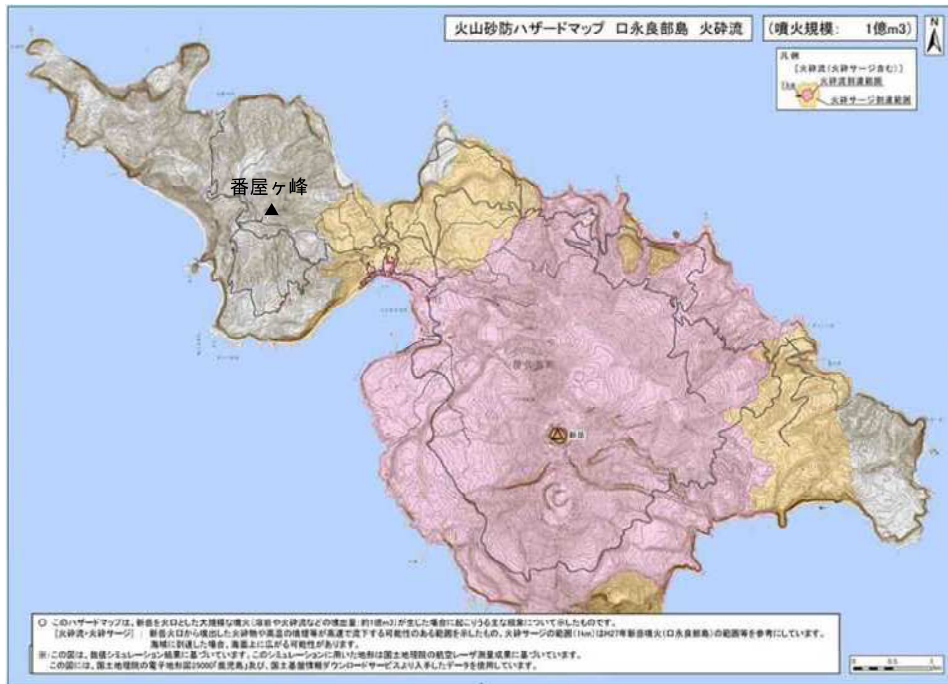 火山砂防ハザードマップ 口永良部島 火砕流
(噴火規模: 1億m3)
N
凡例
[火砕流(火砕サージ含む)]
1km
火砕流到達範囲
火砕サージ到達範囲
番屋ヶ峰
新岳
○ このハザードマップは、新岳を火口とした大規模な噴火(溶岩や火砕流などの噴出量:約1億m3)が生じた場合に起こりうる主な現象について示したものです。
[火砕流・火砕サージ] : 新岳火口から噴出した火砕物や高温の噴煙等が高速で流下する可能性のある範囲を示したもの。火砕サージの範囲(1km)はH27年新岳噴火(口永良部島)の範囲等を参考にしています。
海域に到達した場合、海面上に広がる可能性があります。
※:この図は、数値シミュレーション結果に基づいています。このシミュレーションに用いた地形は国土地理院の航空レーザ測量成果に基づいています。
この図には、国土地理院の電子地形図25000「鹿児島」及び、国土基盤情報ダウンロードサービスより入手したデータを使用しています。
0 0.5 1